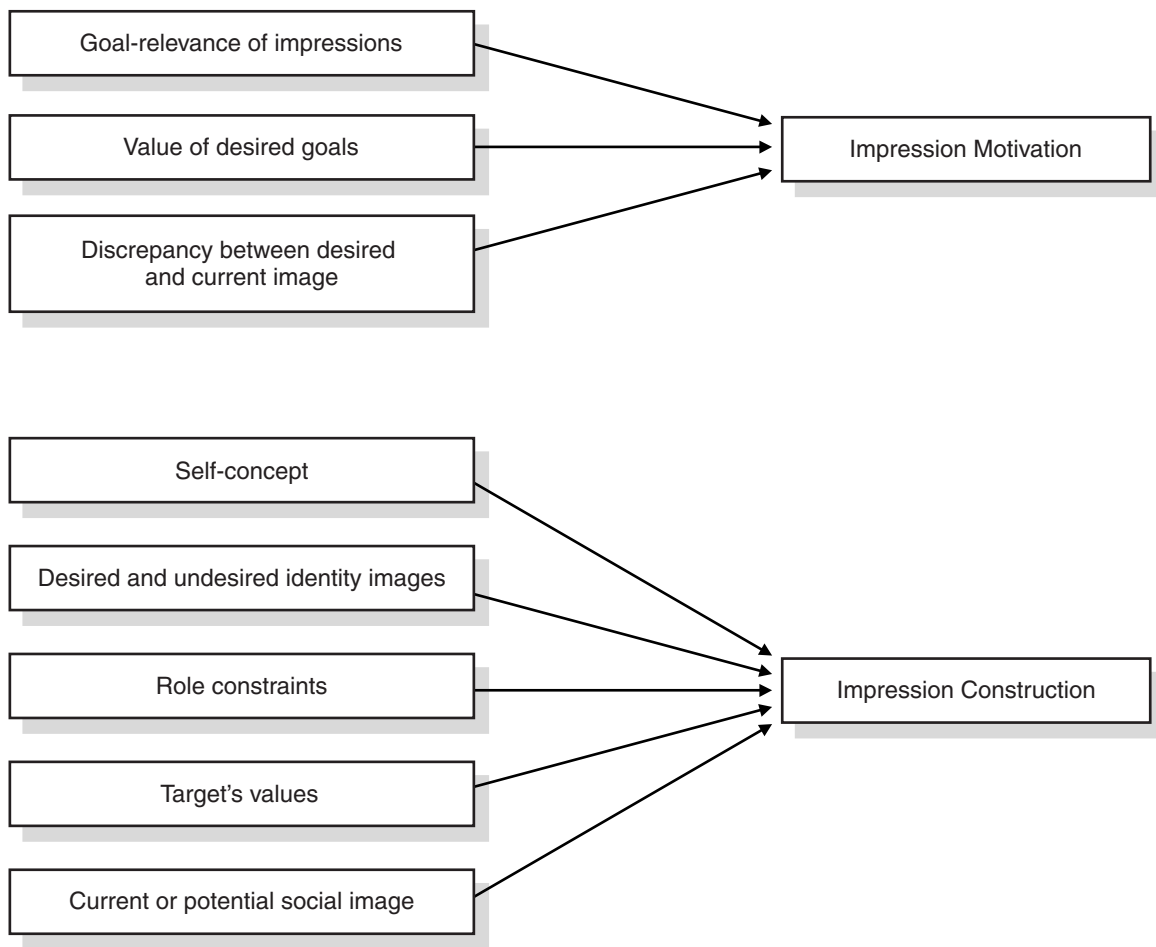 Goal-relevance of impressions
Value of desired goals
Impression Motivation
Discrepancy between desired
and current image
Self-concept
Desired and undesired identity images
Role constraints
Impression Construction
Target’s values
Current or potential social image